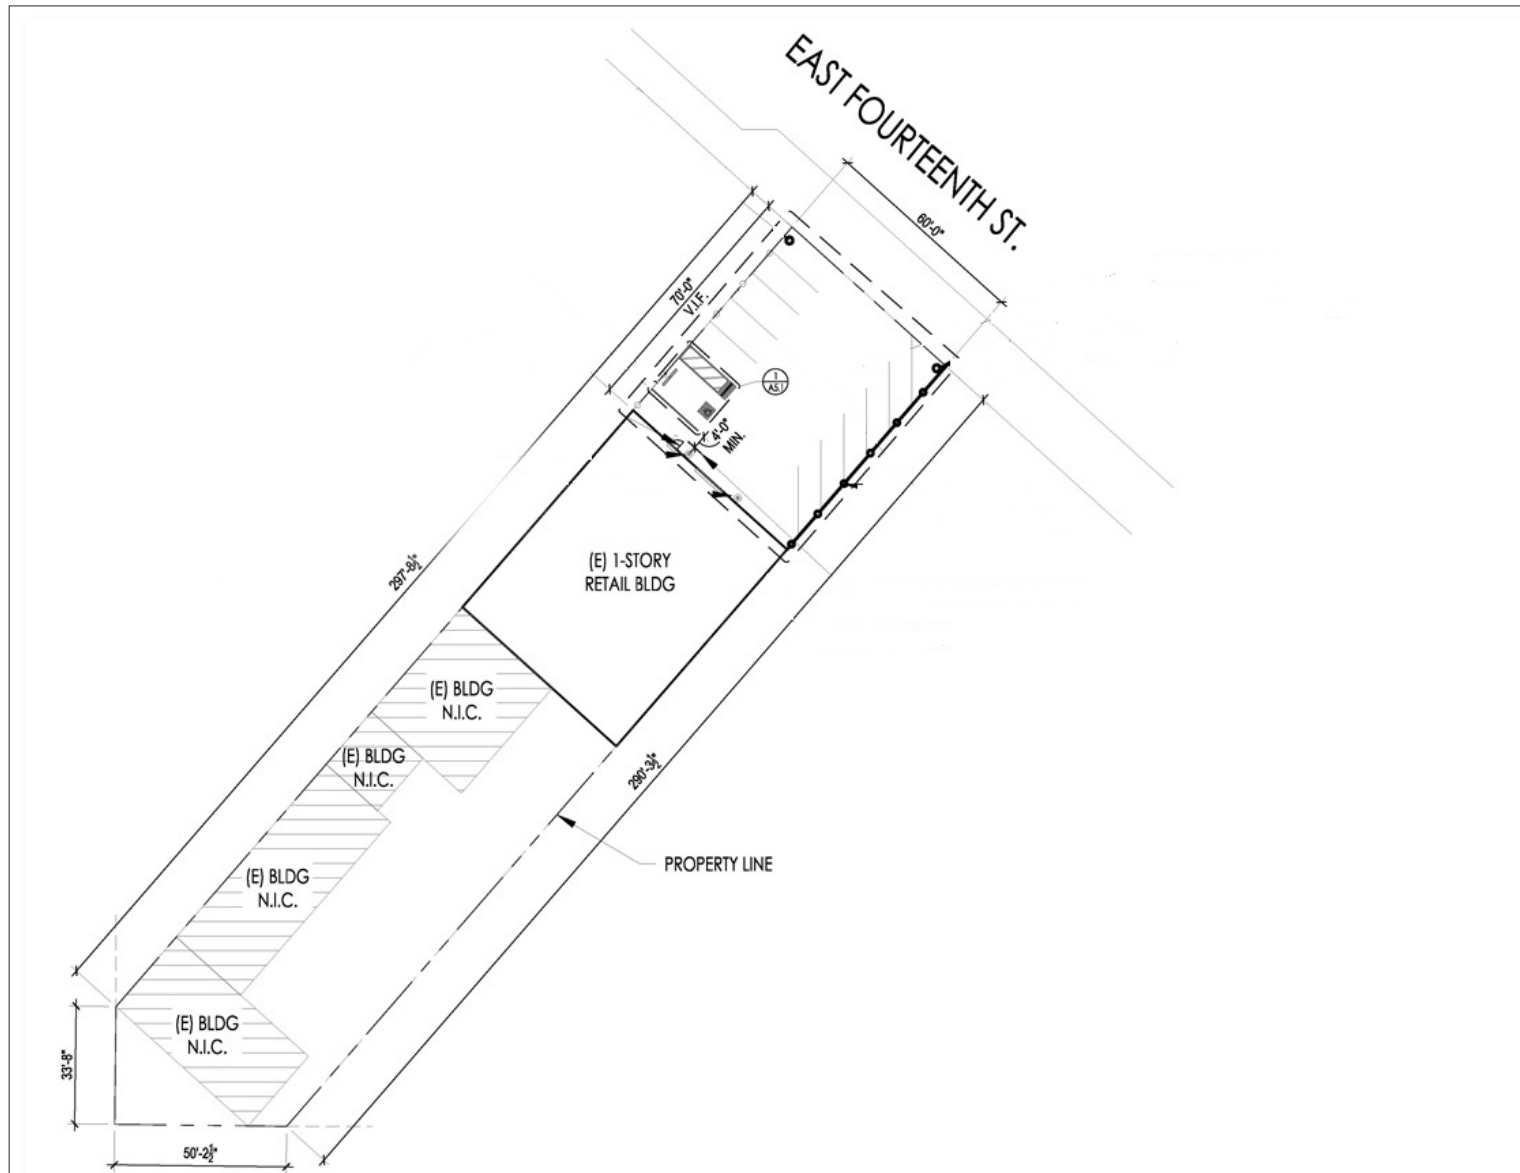 EAST FOURTEENTH ST.
60'-0"
70'-0"
V.I.F.
1
AS.1
4'-0"
MIN.
297'-8½"
(E) 1-STORY
RETAIL BLDG
(E) BLDG
N.I.C.
(E) BLDG
N.I.C.
290'-3½"
PROPERTY LINE
(E) BLDG
N.I.C.
(E) BLDG
N.I.C.
33'-8"
50'-2½"